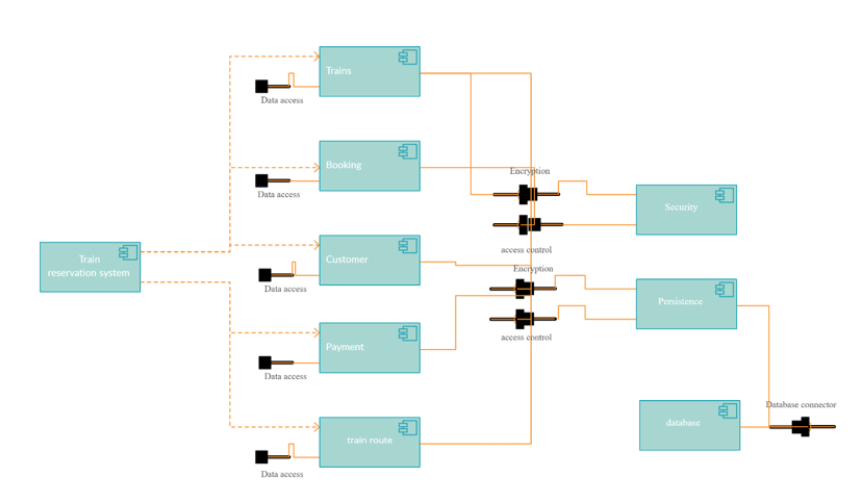 Trains
Data access
Booking
Data access
Encryption
Security
Train
reservation system
Customer
access control
Encryption
Data access
Persistence
Payment
access control
Data access
Database connector
database
train route
Data access